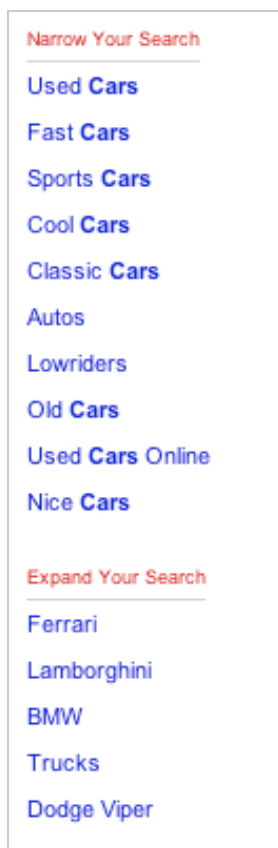 Narrow Your Search
Used Cars
Fast Cars
Sports Cars
Cool Cars
Classic Cars
Autos
Lowriders
Old Cars
Used Cars Online
Nice Cars
Expand Your Search
Ferrari
Lamborghini
BMW
Trucks
Dodge Viper